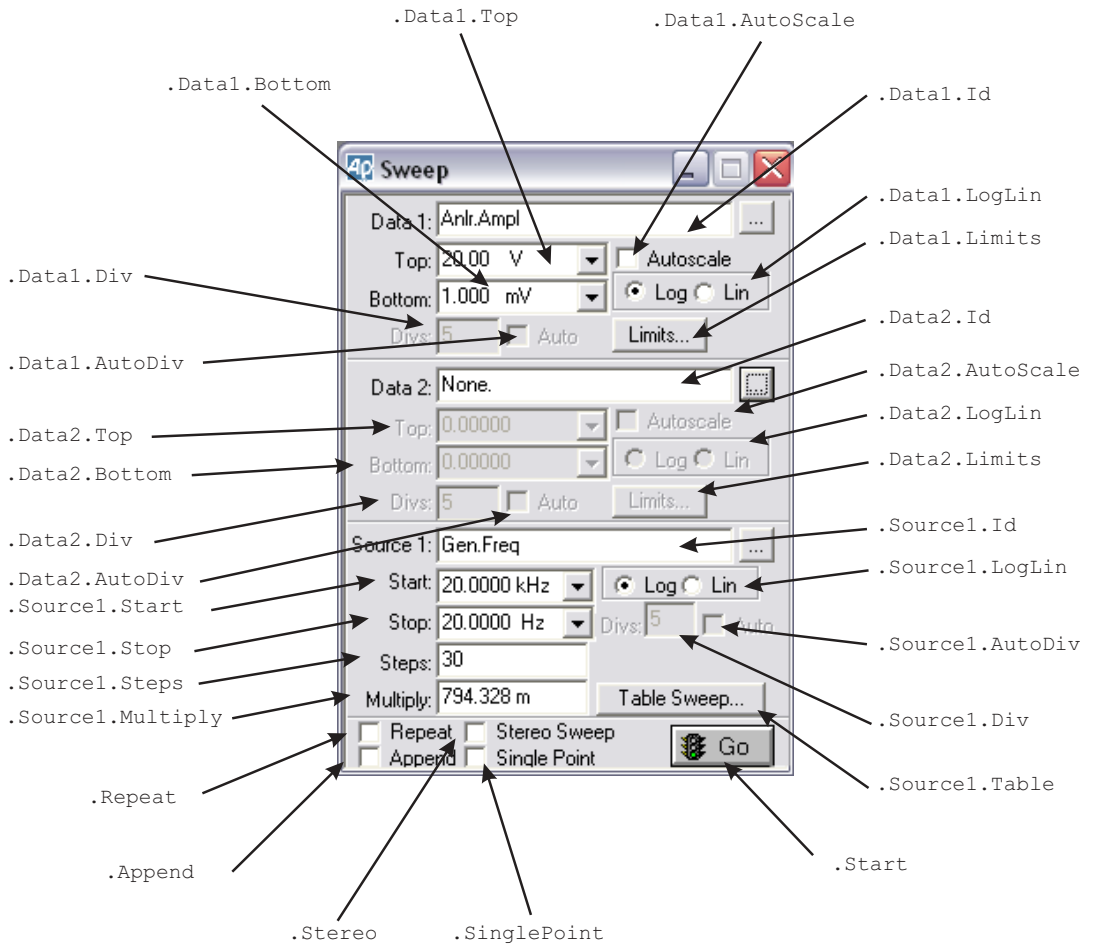 .Data1.Top
.Data1.AutoScale
.Data1.Bottom
.Data1.Id
Sweep
Data 1: Anlr.Ampl ...
.Data1.LogLin
Top: 20.00 V Autoscale
.Data1.Limits
.Data1.Div
Bottom: 1.000 mV Log Lin
Divs: 5 Auto Limits...
.Data2.Id
.Data1.AutoDiv
Data 2: None. ...
.Data2.AutoScale
.Data2.Top
Top: 0.00000 Autoscale
.Data2.LogLin
.Data2.Bottom
Bottom: 0.00000 Log Lin
.Data2.Limits
Divs: 5 Auto Limits...
.Data2.Div
.Source1.Id
Source 1: Gen.Freq ...
.Data2.AutoDiv
.Source1.LogLin
Start: 20.0000 kHz Log Lin
.Source1.Start
Stop: 20.0000 Hz Divs: 5 Auto
.Source1.Stop
.Source1.AutoDiv
Steps: 30
.Source1.Steps
Multiply: 794.328 m Table Sweep...
.Source1.Multiply
.Source1.Div
Repeat Stereo Sweep
Append Single Point
Go
.Source1.Table
.Repeat
.Append
.Start
.Stereo
.SinglePoint